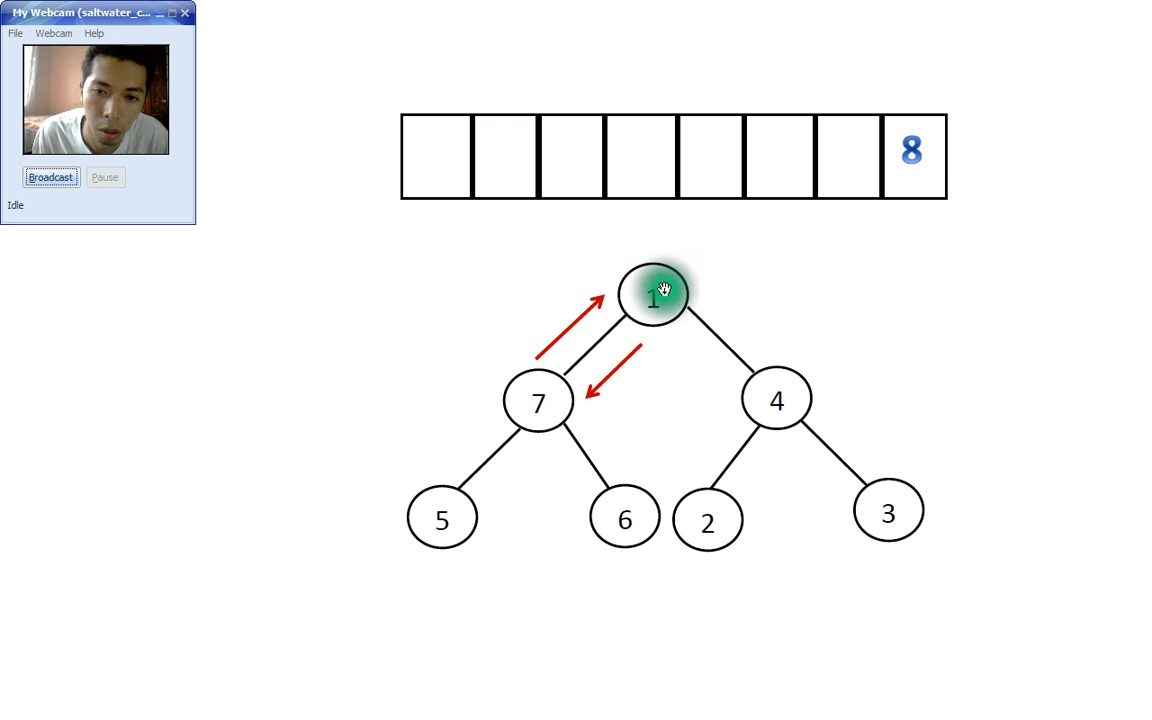 My Webcam (saltwater_c...
File Webcam Help
Broadcast Pause
Idle
8
1
7 4
5 6 2 3